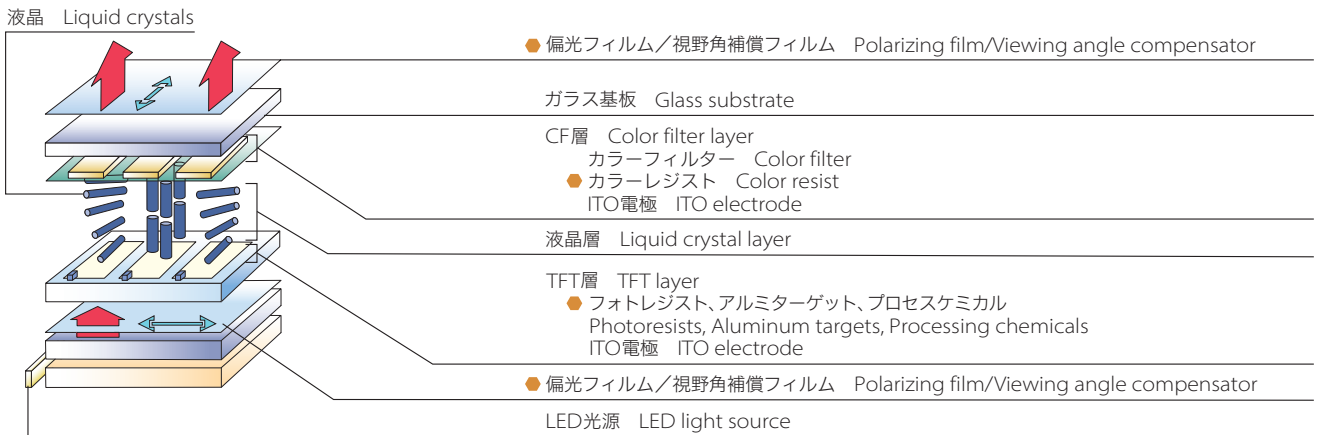 液晶 Liquid crystals
偏光フィルム／視野角補償フィルム Polarizing film/Viewing angle compensator
ガラス基板 Glass substrate
CF層 Color filter layer
カラーフィルター Color filter
カラーレジスト Color resist
ITO電極 ITO electrode
液晶層 Liquid crystal layer
TFT層 TFT layer
フォトレジスト、アルミターゲット、プロセスケミカル
Photoresists, Aluminum targets, Processing chemicals
ITO電極 ITO electrode
偏光フィルム／視野角補償フィルム Polarizing film/Viewing angle compensator
LED光源 LED light source